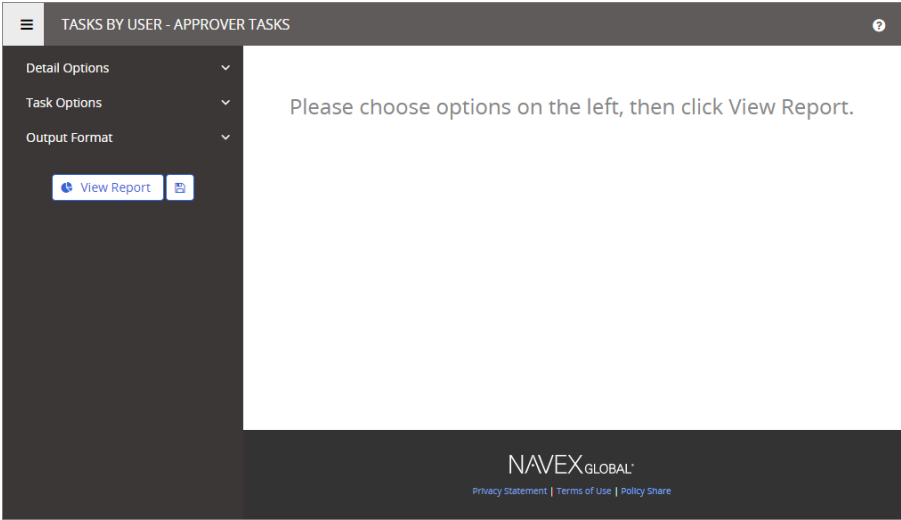 TASKS BY USER - APPROVER TASKS
Detail Options
Task Options
Output Format
View Report
Please choose options on the left, then click View Report.
NAVEX GLOBAL
Privacy Statement | Terms of Use | Policy Share